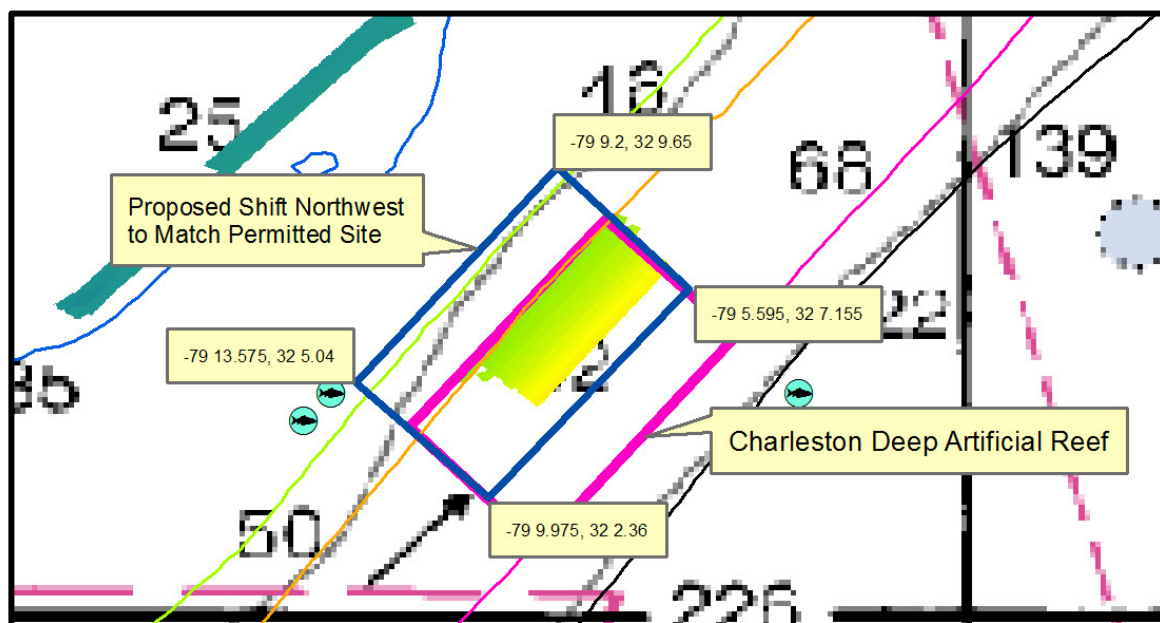 25
16
-79 9.2, 32 9.65
68
139
Proposed Shift Northwest
to Match Permitted Site
-79 5.595, 32 7.155
22
-79 13.575, 32 5.04
Charleston Deep Artificial Reef
50
-79 9.975, 32 2.36
226